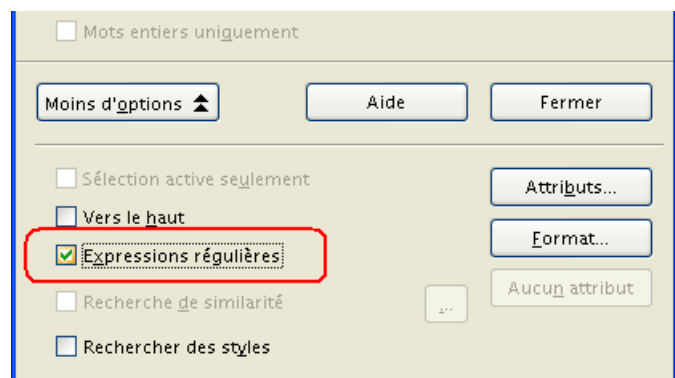 Mots entiers uniquement
Moins d'options Aide Fermer
Sélection active seulement
Attributs...
Vers le haut
Format...
Expressions régulières
Aucun attribut
Recherche de similarité ...
Rechercher des styles